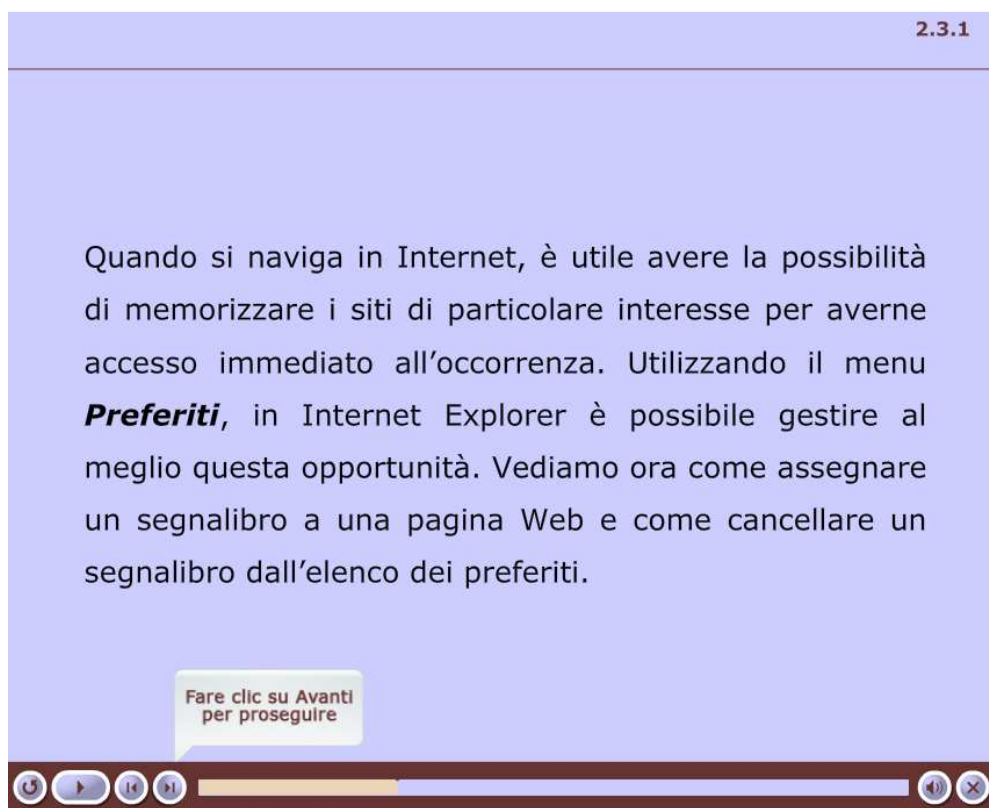 2.3.1
Quando si naviga in Internet, è utile avere la possibilità
di memorizzare i siti di particolare interesse per averne
accesso immediato all’occorrenza. Utilizzando il menu
Preferiti, in Internet Explorer è possibile gestire al
meglio questa opportunità. Vediamo ora come assegnare
un segnalibro a una pagina Web e come cancellare un
segnalibro dall’elenco dei preferiti.
Fare clic su Avanti
per proseguire